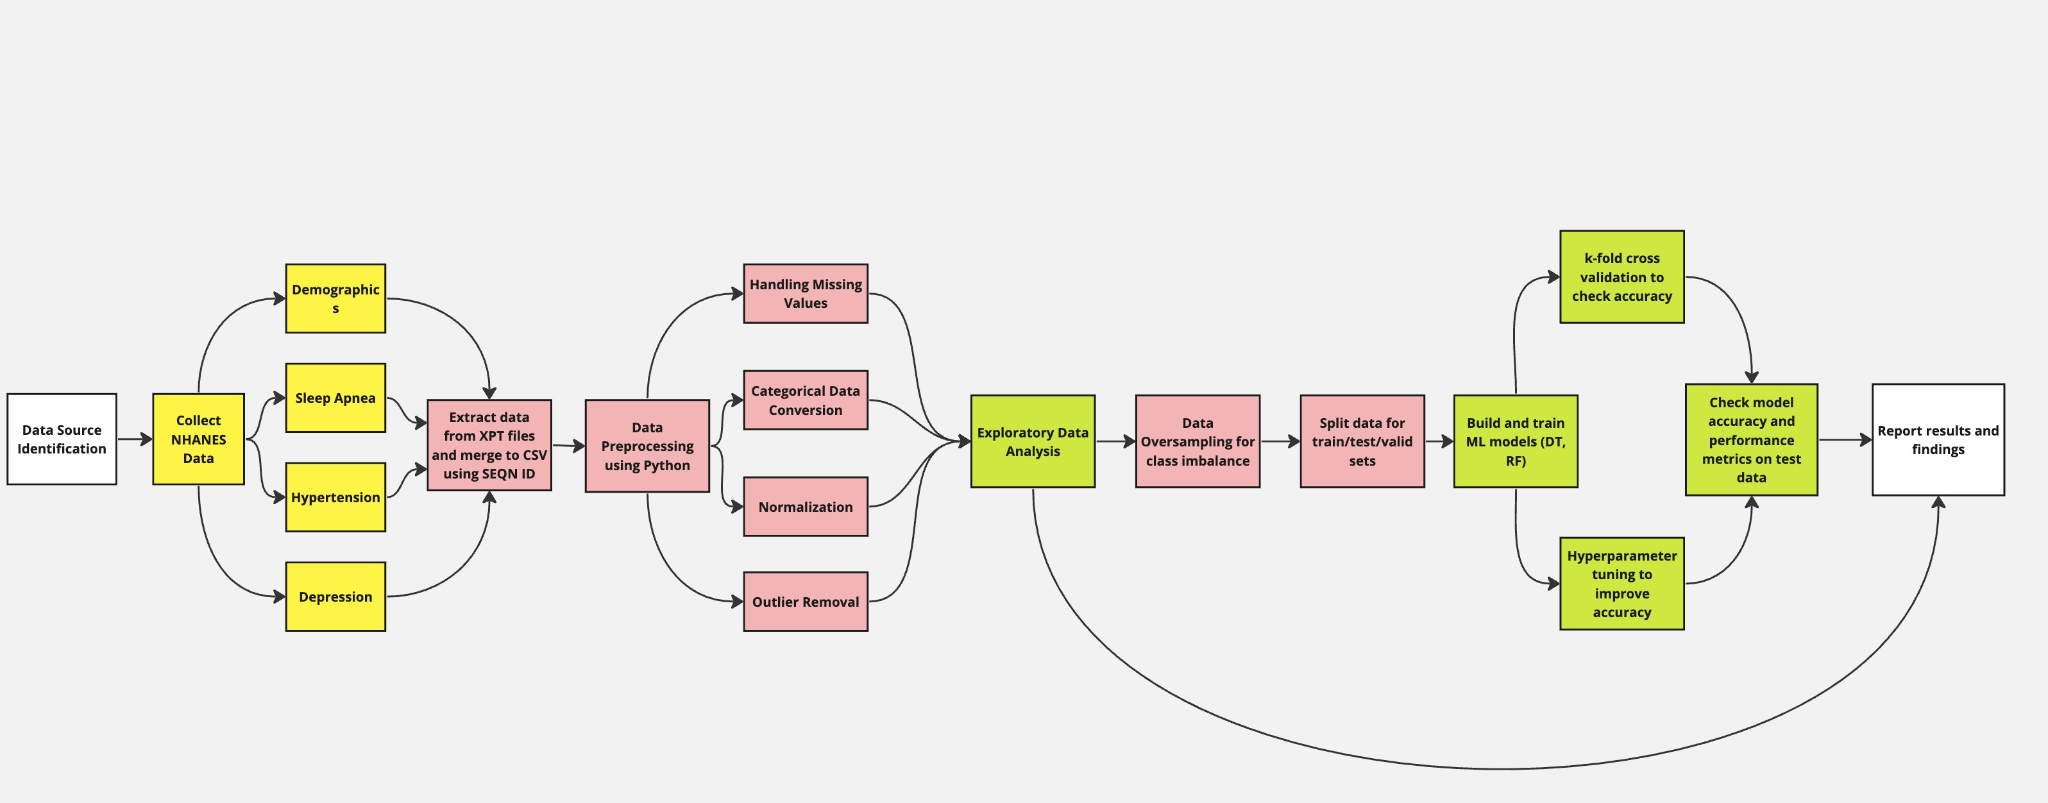 Data Source
Identification
Collect
NHANES
Data
Demographic
s
Sleep Apnea
Hypertension
Depression
Extract data
from XPT files
and merge to CSV
using SEQN ID
Data
Preprocessing
using Python
Handling Missing
Values
Categorical Data
Conversion
Normalization
Outlier Removal
Exploratory Data
Analysis
Data
Oversampling for
class imbalance
Split data for
train/test/valid
sets
Build and train
ML models (DT,
RF)
k-fold cross
validation to
check accuracy
Hyperparameter
tuning to
improve
accuracy
Check model
accuracy and
performance
metrics on test
data
Report results and
findings